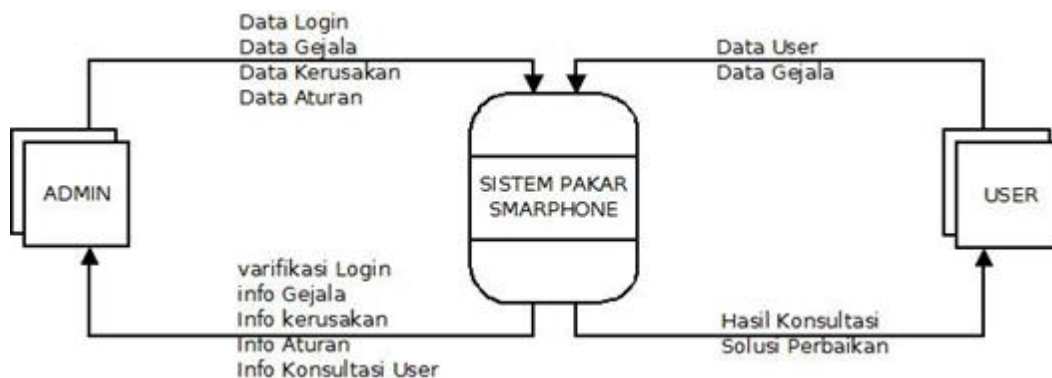 Data Login
Data Gejala
Data Kerusakan
Data Aturan
Data User
Data Gejala
ADMIN
SISTEM PAKAR
SMARPHONE
USER
varifikasi Login
info Gejala
Info kerusakan
Info Aturan
Info Konsultasi User
Hasil Konsultasi
Solusi Perbaikan